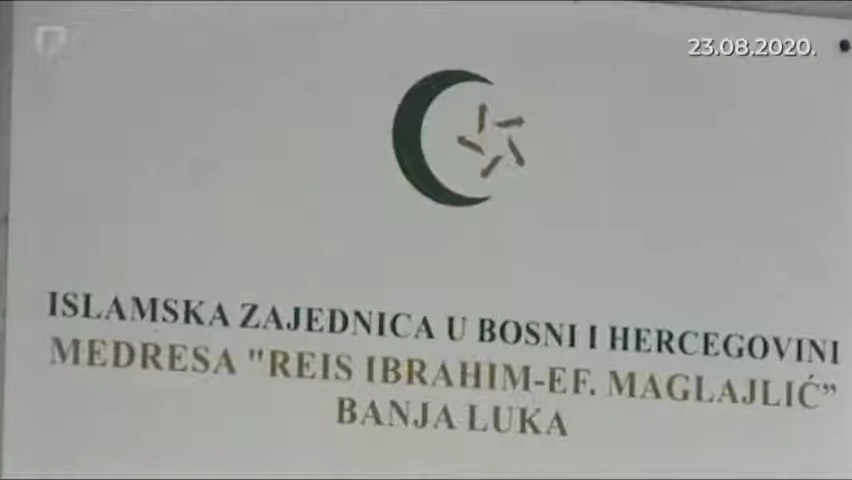 23.08.2020.
ISLAMSKA ZAJEDNICA U BOSNI I HERCEGOVINI
MEDRESA "REIS IBRAHIM-EF. MAGLAJLIĆ”
BANJA LUKA